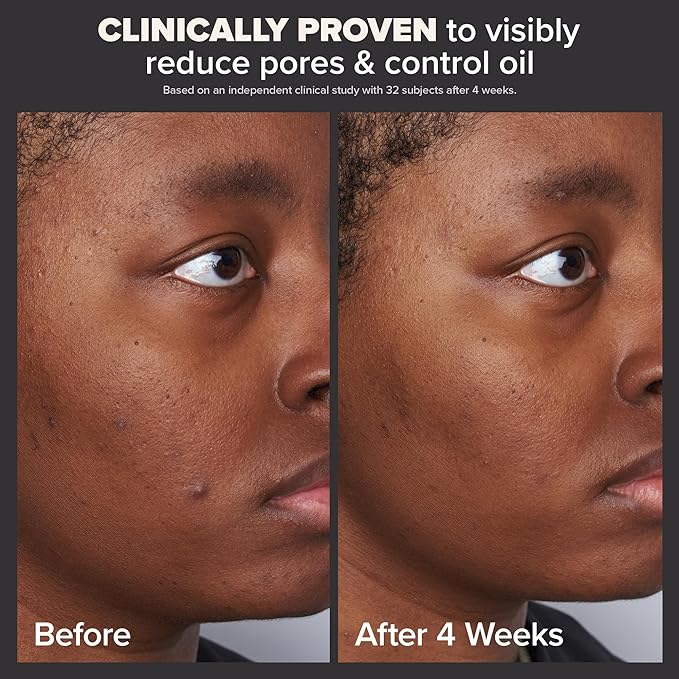 CLINICALLY PROVEN to visibly
reduce pores & control oil
Based on an independent clinical study with 32 subjects after 4 weeks.
Before
After 4 Weeks